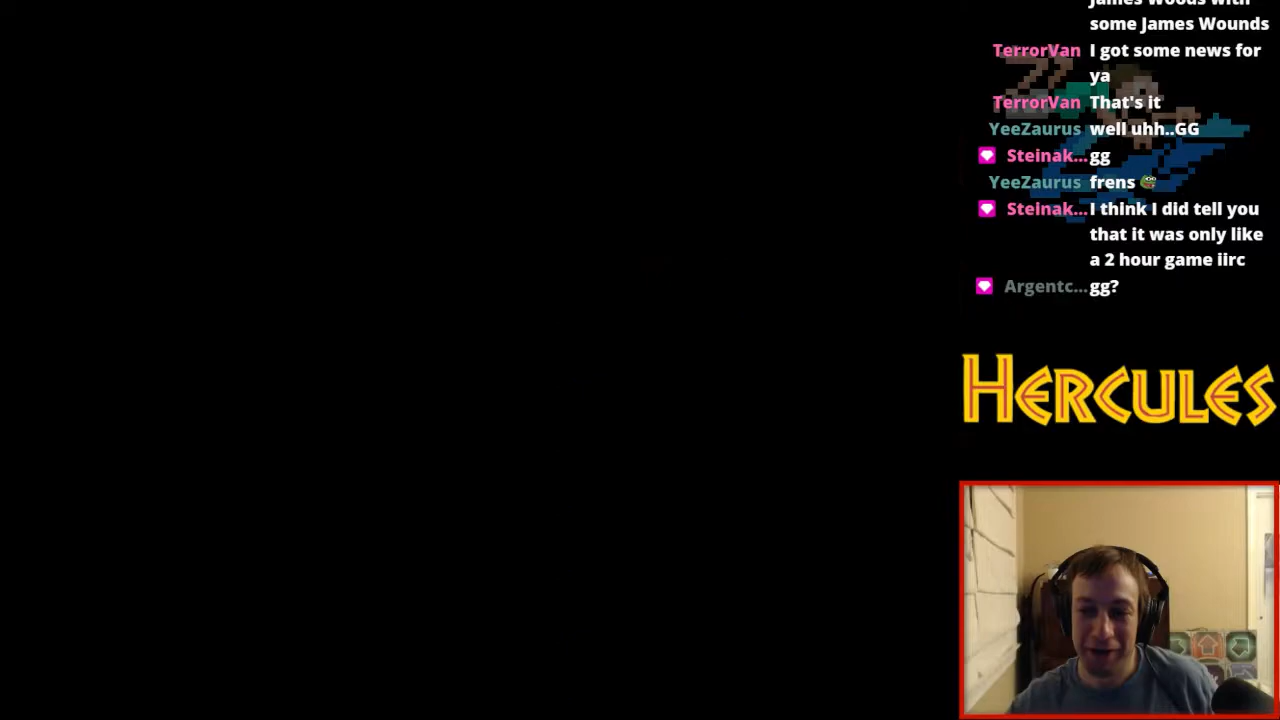 James Woods with
some James Wounds
TerrorVan I got some news for
ya
TerrorVan That's it
YeeZaurus well uhh..GG
Steinak... gg
YeeZaurus frens
Steinak... I think I did tell you
that it was only like
a 2 hour game iirc
Argentc... gg?
HERCULES